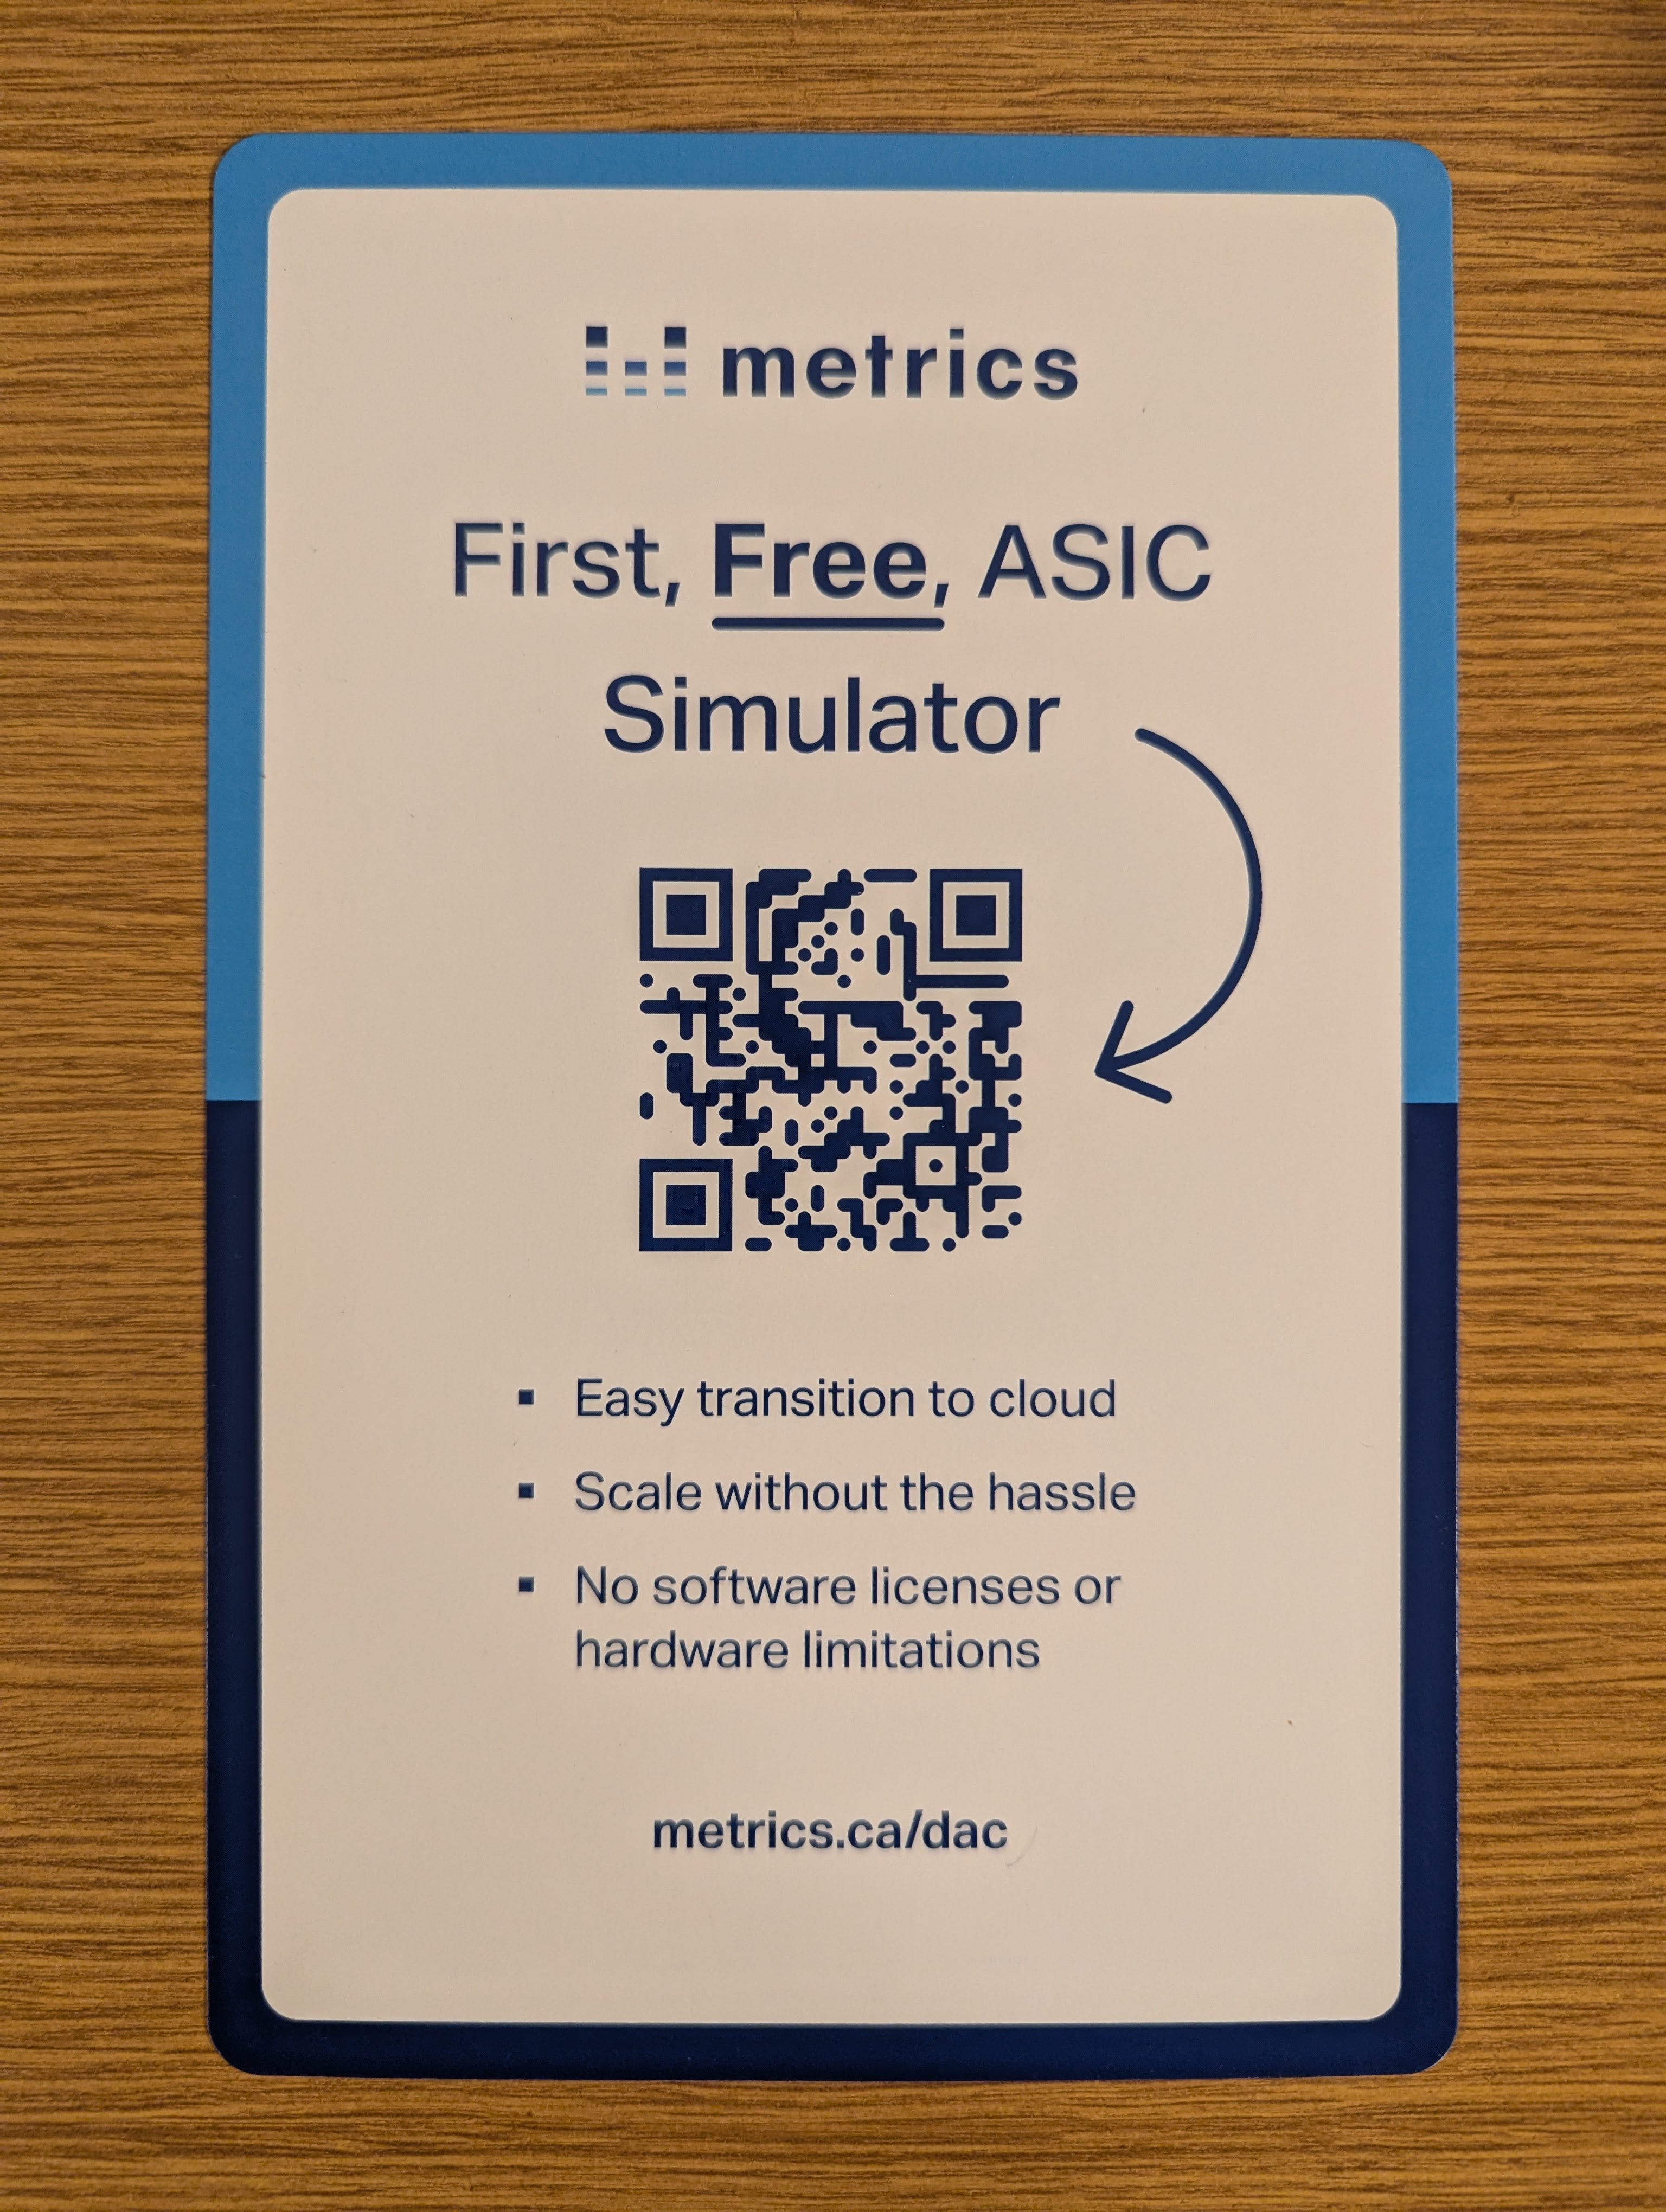 metrics
First, Free, ASIC
Simulator
▪ Easy transition to cloud
▪ Scale without the hassle
▪ No software licenses or
hardware limitations
metrics.ca/dac